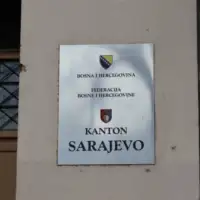 BOSNA I HERCEGOVINA
FEDERACIJA
BOSNE I HERCEGOVINE
KANTON
SARAJEVO